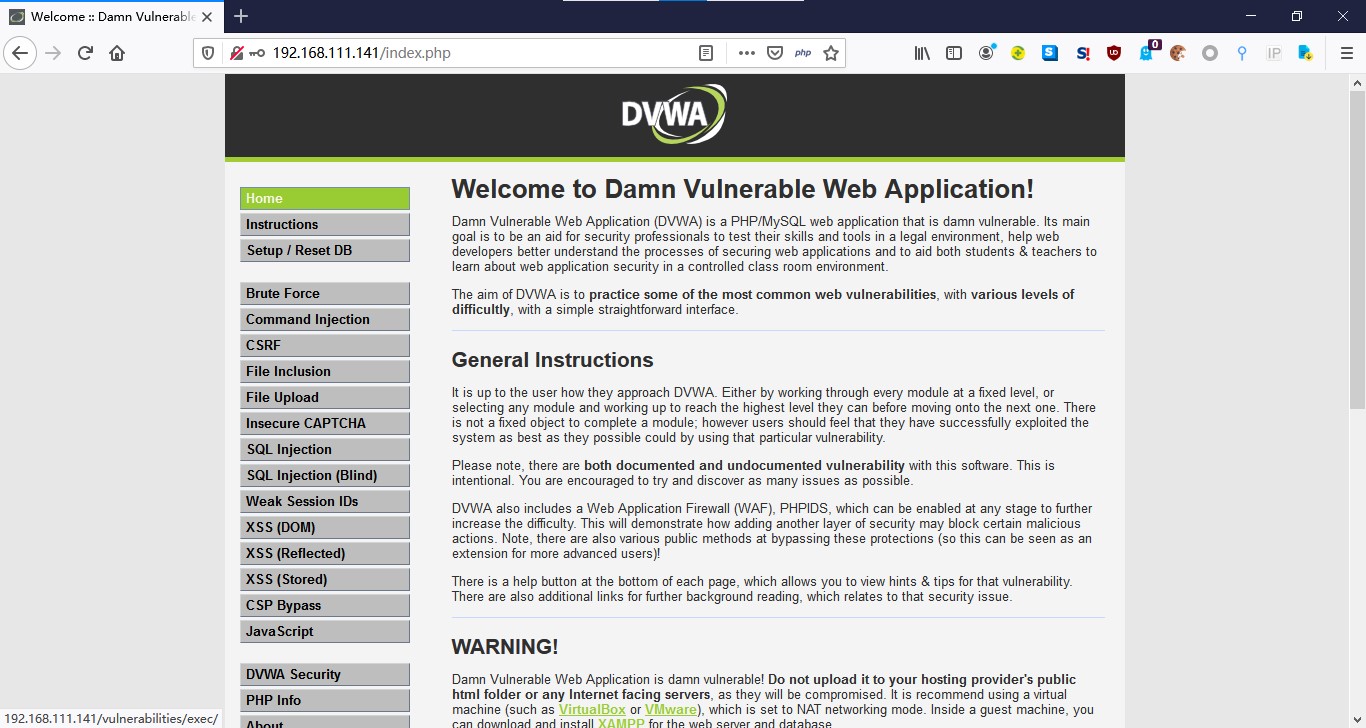 Welcome :: Damn Vulnerable
192.168.111.141/index.php
php
S
S!
UD
0
IP
DVWA
Home
Instructions
Setup / Reset DB
Brute Force
Command Injection
CSRF
File Inclusion
File Upload
Insecure CAPTCHA
SQL Injection
SQL Injection (Blind)
Weak Session IDs
XSS (DOM)
XSS (Reflected)
XSS (Stored)
CSP Bypass
JavaScript
DVWA Security
PHP Info
About
Welcome to Damn Vulnerable Web Application!
Damn Vulnerable Web Application (DVWA) is a PHP/MySQL web application that is damn vulnerable. Its main
goal is to be an aid for security professionals to test their skills and tools in a legal environment, help web
developers better understand the processes of securing web applications and to aid both students & teachers to
learn about web application security in a controlled class room environment.
The aim of DVWA is to practice some of the most common web vulnerabilities, with various levels of
difficultly, with a simple straightforward interface.
General Instructions
It is up to the user how they approach DVWA. Either by working through every module at a fixed level, or
selecting any module and working up to reach the highest level they can before moving onto the next one. There
is not a fixed object to complete a module; however users should feel that they have successfully exploited the
system as best as they possible could by using that particular vulnerability.
Please note, there are both documented and undocumented vulnerability with this software. This is
intentional. You are encouraged to try and discover as many issues as possible.
DVWA also includes a Web Application Firewall (WAF), PHPIDS, which can be enabled at any stage to further
increase the difficulty. This will demonstrate how adding another layer of security may block certain malicious
actions. Note, there are also various public methods at bypassing these protections (so this can be seen as an
extension for more advanced users)!
There is a help button at the bottom of each page, which allows you to view hints & tips for that vulnerability.
There are also additional links for further background reading, which relates to that security issue.
WARNING!
Damn Vulnerable Web Application is damn vulnerable! Do not upload it to your hosting provider's public
html folder or any Internet facing servers, as they will be compromised. It is recommend using a virtual
machine (such as VirtualBox or VMware), which is set to NAT networking mode. Inside a guest machine, you
can download and install XAMPP for the web server and database.
192.168.111.141/vulnerabilities/exec/